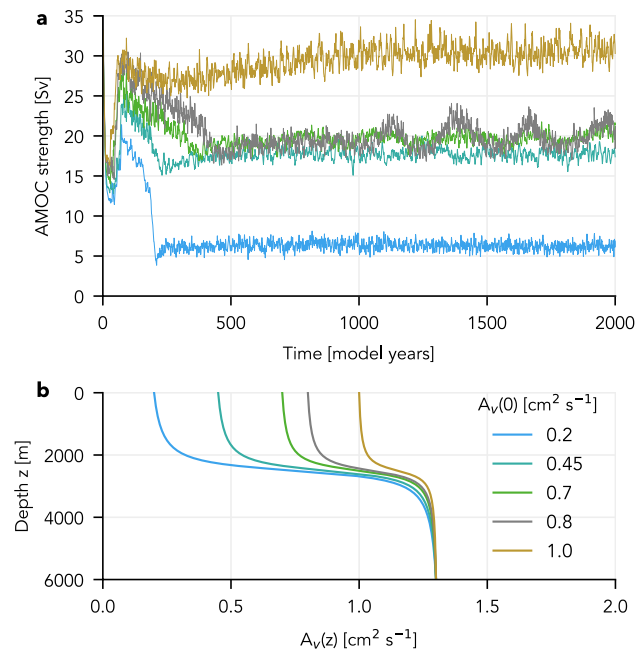 a
35
30
25
20
15
10
5
0
AMOC strength [Sv]
0 500 1000 1500 2000
Time [model years]
b
0
2000
4000
6000
Depth z [m]
A_v(0) [cm² s⁻¹]
0.2
0.45
0.7
0.8
1.0
0.0 0.5 1.0 1.5 2.0
A_v(z) [cm² s⁻¹]